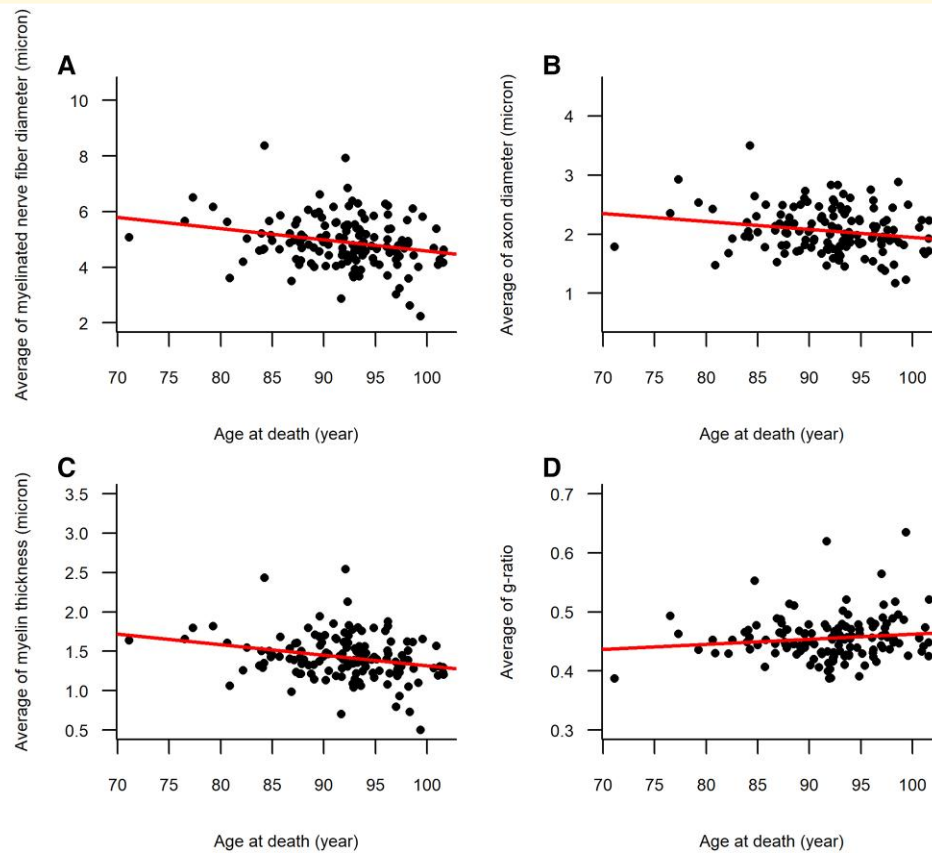 A
Average of myelinated nerve fiber diameter (micron)
10
8
6
4
2
70 75 80 85 90 95 100
Age at death (year)
B
Average of axon diameter (micron)
4
3
2
1
70 75 80 85 90 95 100
Age at death (year)
C
Average of myelin thickness (micron)
3.5
3.0
2.5
2.0
1.5
1.0
0.5
70 75 80 85 90 95 100
Age at death (year)
D
Average of g-ratio
0.7
0.6
0.5
0.4
0.3
70 75 80 85 90 95 100
Age at death (year)